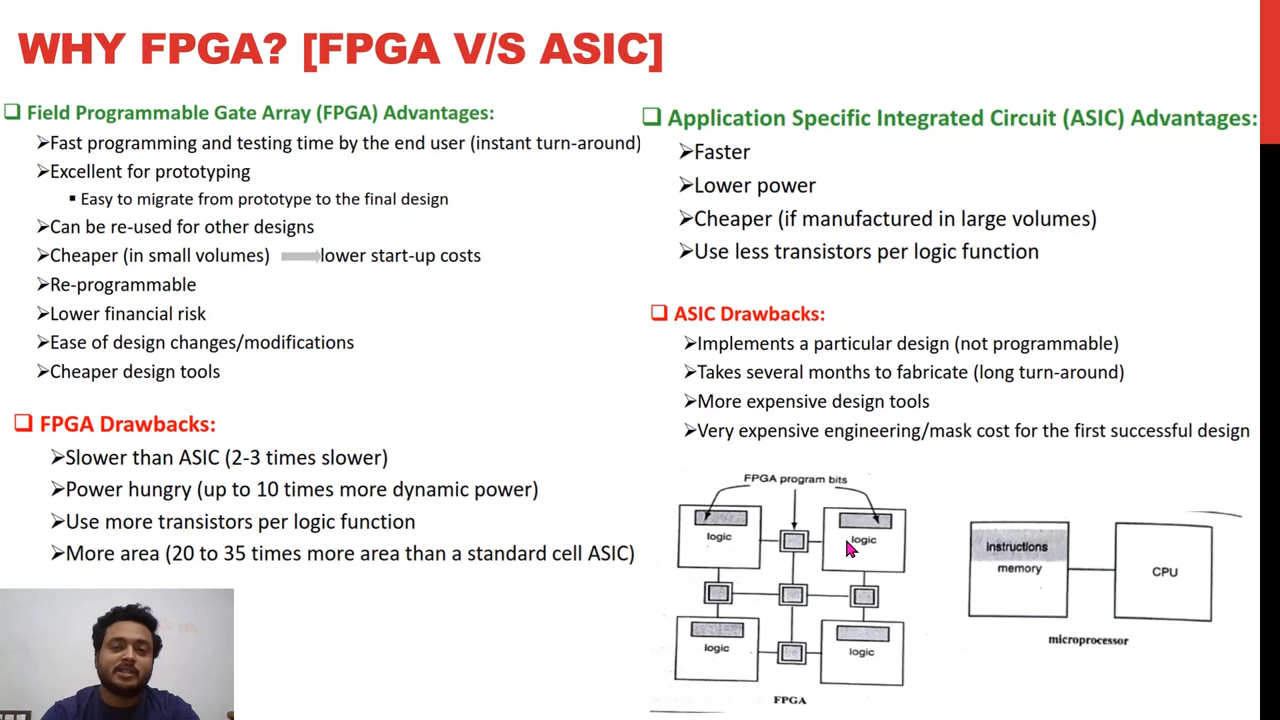 WHY FPGA? [FPGA V/S ASIC]
Field Programmable Gate Array (FPGA) Advantages:
Fast programming and testing time by the end user (instant turn-around)
Excellent for prototyping
Easy to migrate from prototype to the final design
Can be re-used for other designs
Cheaper (in small volumes) lower start-up costs
Re-programmable
Lower financial risk
Ease of design changes/modifications
Cheaper design tools
FPGA Drawbacks:
Slower than ASIC (2-3 times slower)
Power hungry (up to 10 times more dynamic power)
Use more transistors per logic function
More area (20 to 35 times more area than a standard cell ASIC)
Application Specific Integrated Circuit (ASIC) Advantages:
Faster
Lower power
Cheaper (if manufactured in large volumes)
Use less transistors per logic function
ASIC Drawbacks:
Implements a particular design (not programmable)
Takes several months to fabricate (long turn-around)
More expensive design tools
Very expensive engineering/mask cost for the first successful design
FPGA program bits
logic
logic
logic
logic
FPGA
instructions
memory
CPU
microprocessor